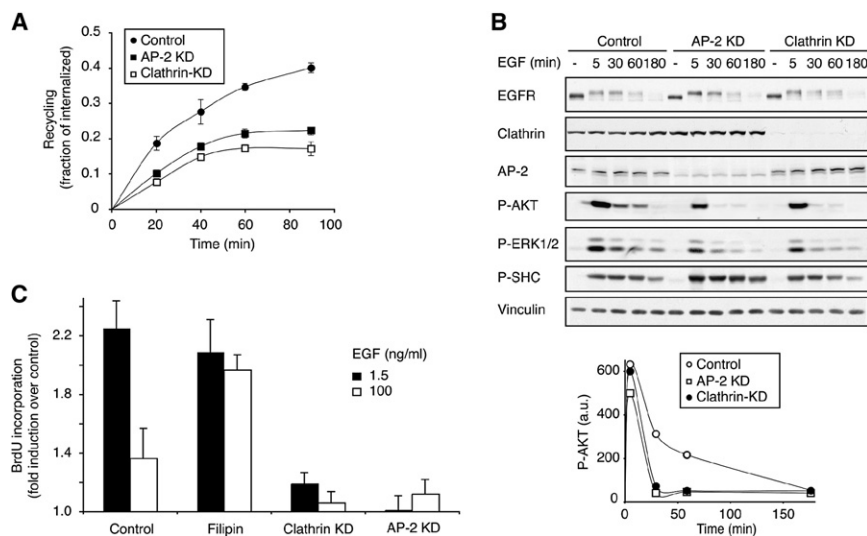 A
Control
AP-2 KD
Clathrin-KD
Recycling
(fraction of internalized)
0.5
0.4
0.3
0.2
0.1
0
0 20 40 60 80 100
Time (min)
B
Control AP-2 KD Clathrin KD
EGF (min) - 5 30 60 180 - 5 30 60 180 - 5 30 60 180
EGFR
Clathrin
AP-2
P-AKT
P-ERK1/2
P-SHC
Vinculin
P-AKT (a.u.)
600
400
200
0
0 50 100 150
Time (min)
Control
AP-2 KD
Clathrin-KD
C
BrdU incorporation
(fold induction over control)
2.2
1.8
1.4
1.0
EGF (ng/ml)
1.5
100
Control Filipin Clathrin KD AP-2 KD